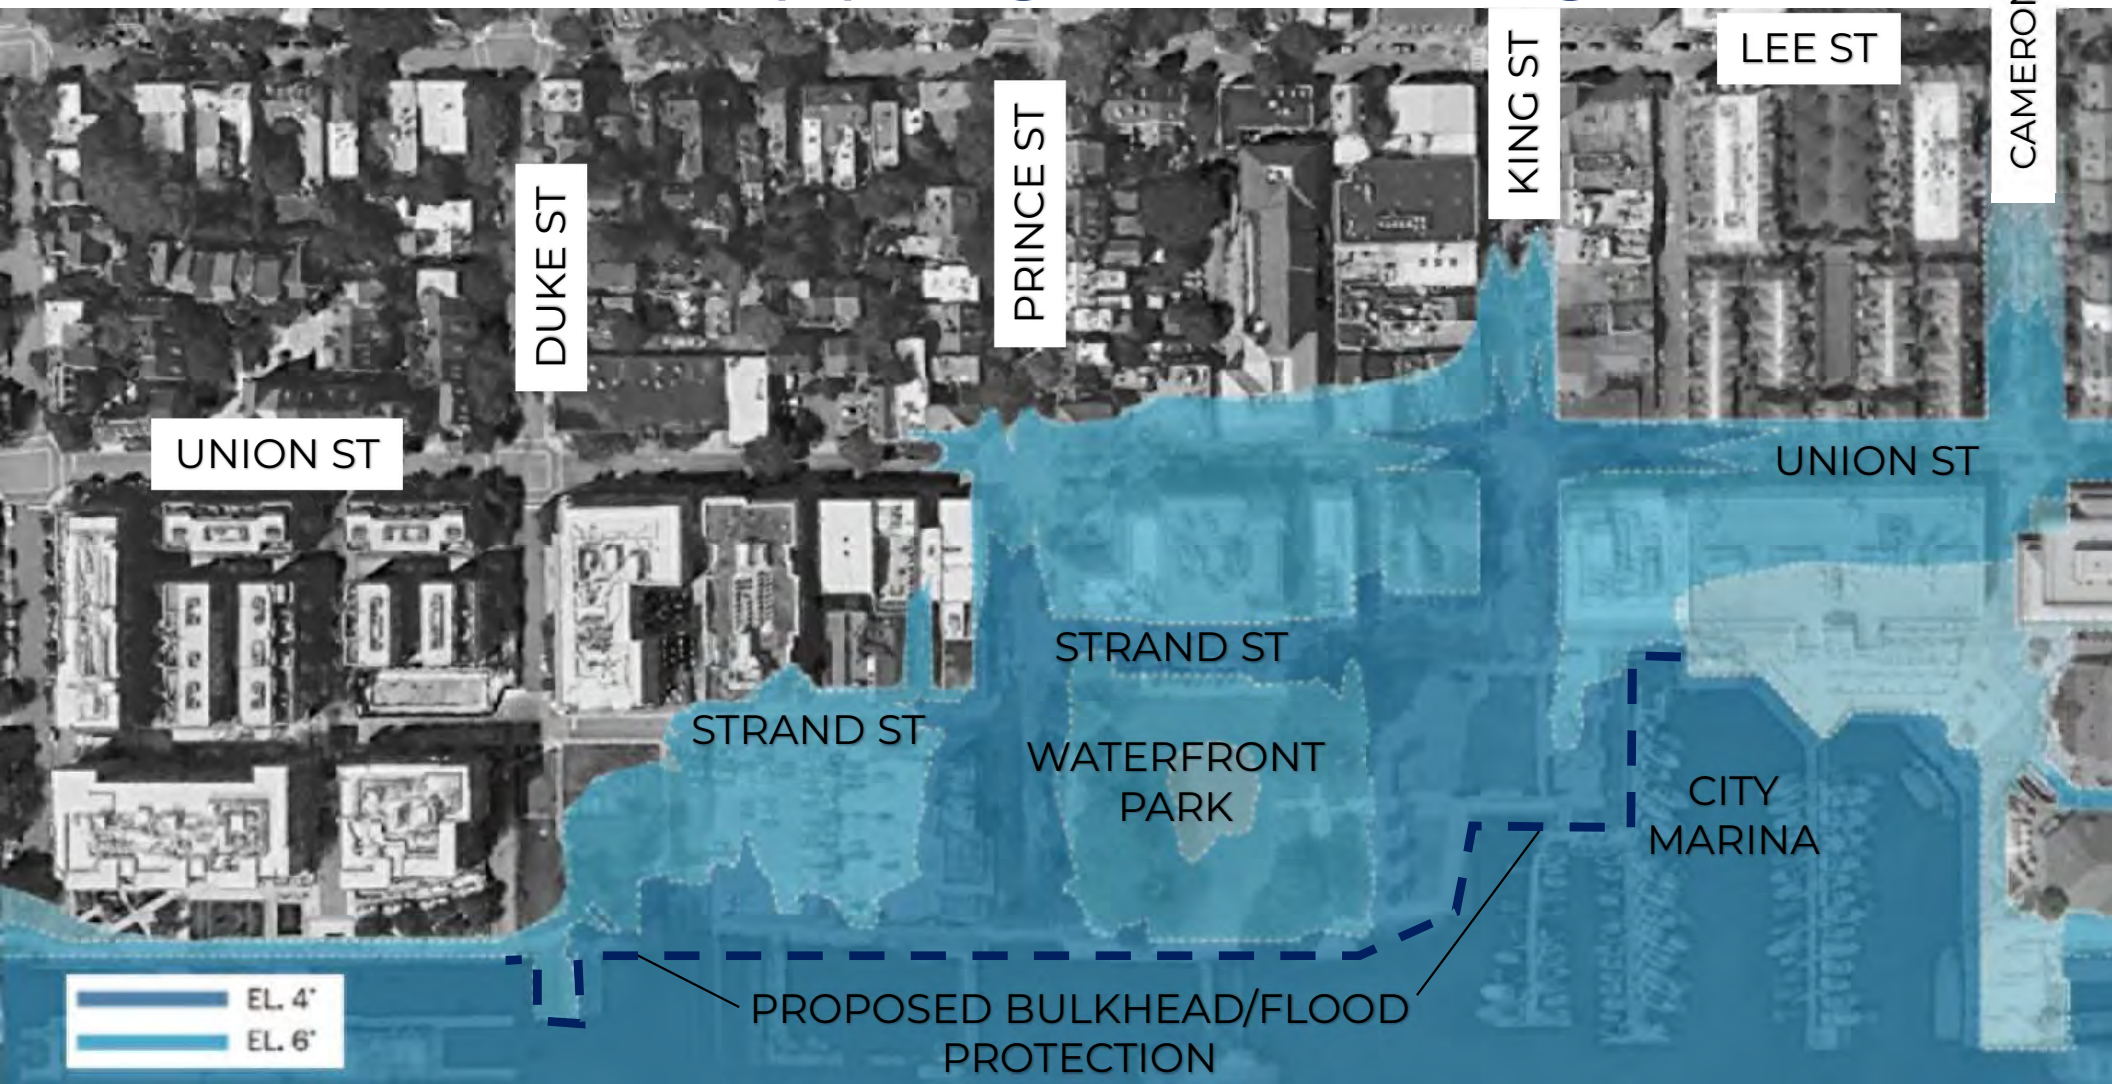 LEE ST
CAMERON
KING ST
PRINCE ST
DUKE ST
UNION ST
UNION ST
STRAND ST
STRAND ST
WATERFRONT
PARK
CITY
MARINA
EL. 4'
EL. 6'
PROPOSED BULKHEAD/FLOOD
PROTECTION